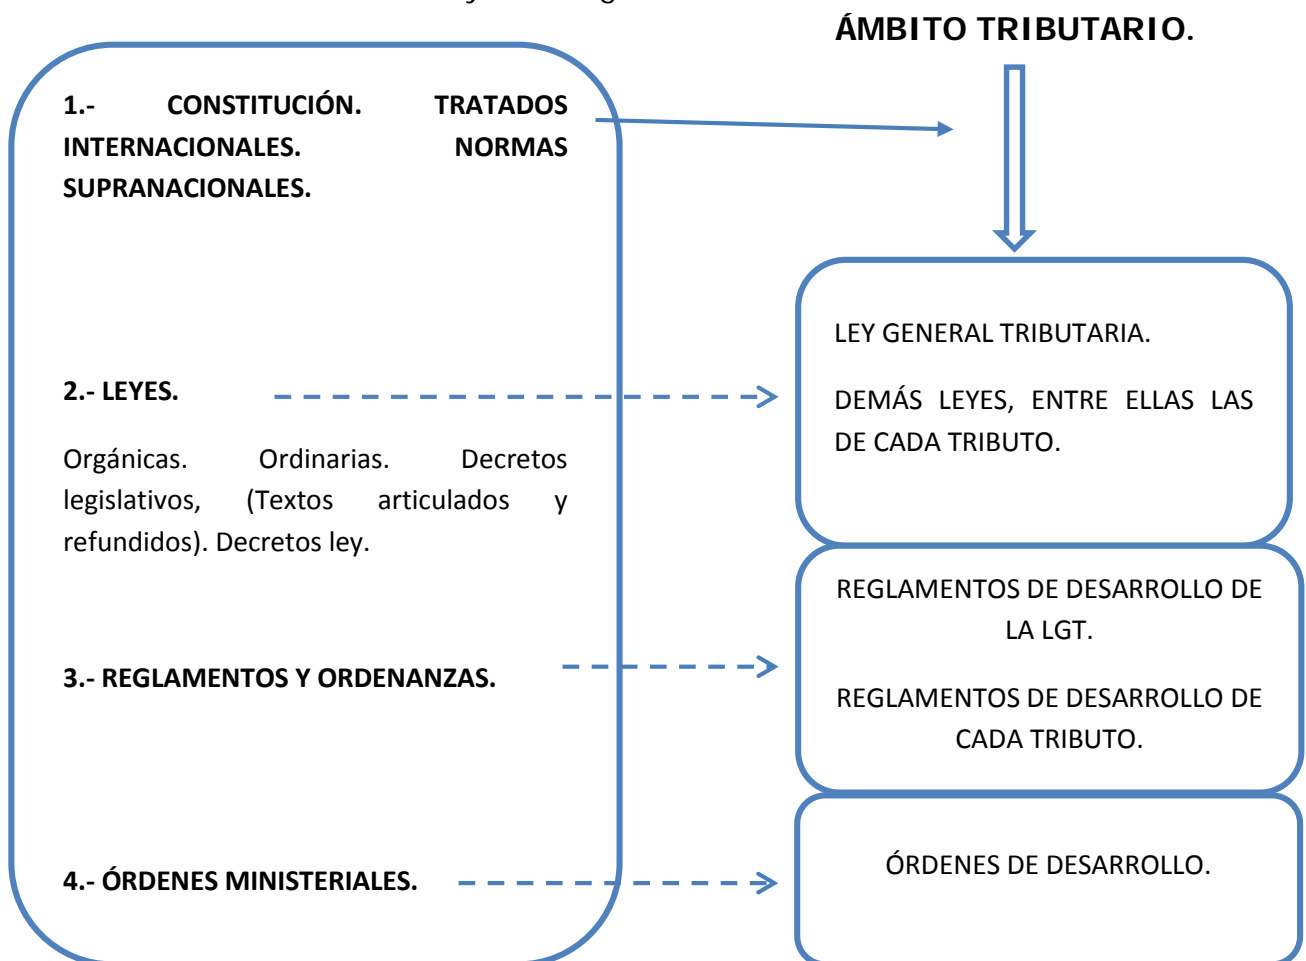 ÁMBITO TRIBUTARIO.
1.- CONSTITUCIÓN. TRATADOS
INTERNACIONALES. NORMAS
SUPRANACIONALES.
2.- LEYES.
Orgánicas. Ordinarias. Decretos
legislativos, (Textos articulados y
refundidos). Decretos ley.
3.- REGLAMENTOS Y ORDENANZAS.
4.- ÓRDENES MINISTERIALES.
LEY GENERAL TRIBUTARIA.
DEMÁS LEYES, ENTRE ELLAS LAS
DE CADA TRIBUTO.
REGLAMENTOS DE DESARROLLO DE
LA LGT.
REGLAMENTOS DE DESARROLLO DE
CADA TRIBUTO.
ÓRDENES DE DESARROLLO.